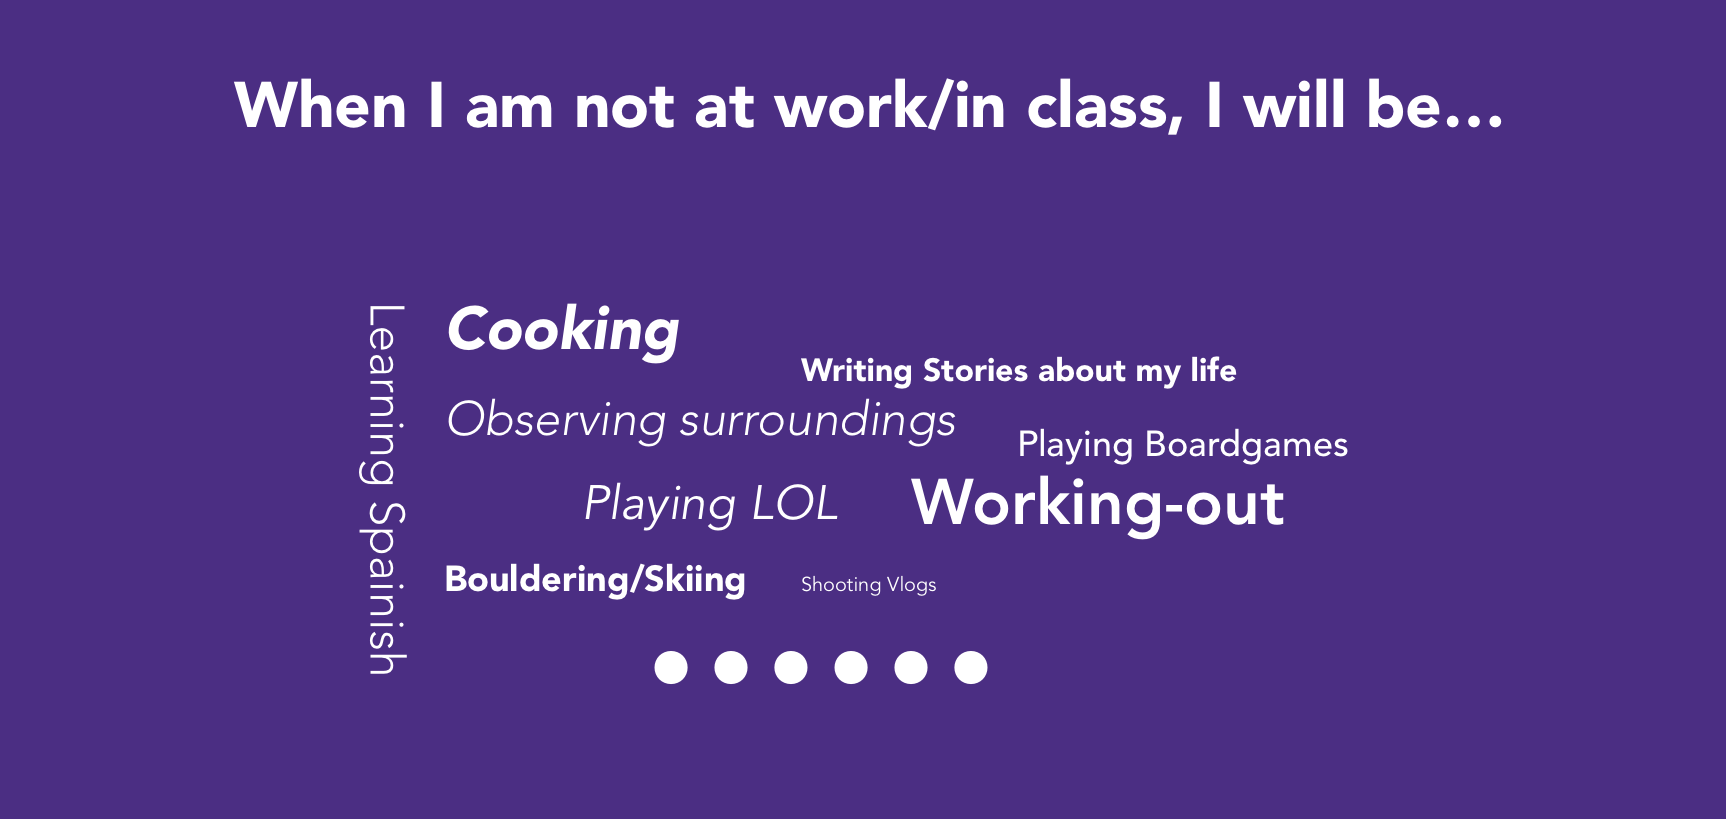 When I am not at work/in class, I will be...
Learning Spainish
Cooking
Writing Stories about my life
Observing surroundings
Playing Boardgames
Playing LOL
Working-out
Bouldering/Skiing
Shooting Vlogs